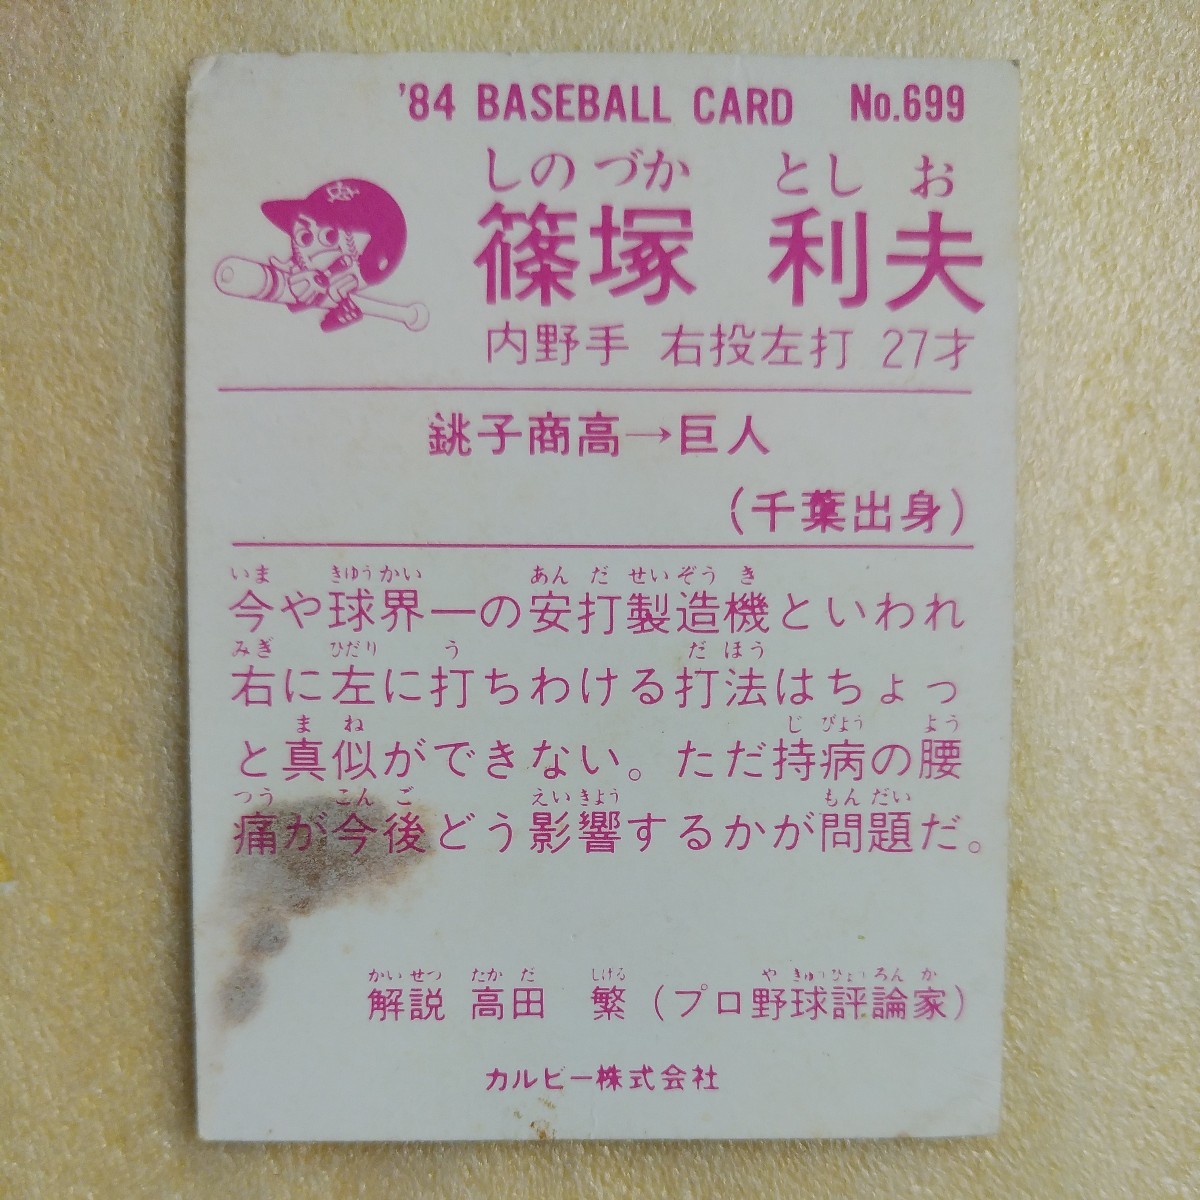 '84 BASEBALL CARD No.699
しのづか としお
篠塚 利夫
内野手 右投左打 27才
銚子商高→巨人
(千葉出身)
いま きゅうかい あんだせいぞうき
今や球界一の安打製造機といわれ
みぎ ひだり う だほう
右に左に打ちわける打法はちょっ
まね じびょう よう
と真似ができない。ただ持病の腰
つう こんご えいきょう もんだい
痛が今後どう影響するかが問題だ。
かいせつ たかだ しげる やきゅうひょうろんか
解説 高田 繁(プロ野球評論家)
カルビー株式会社